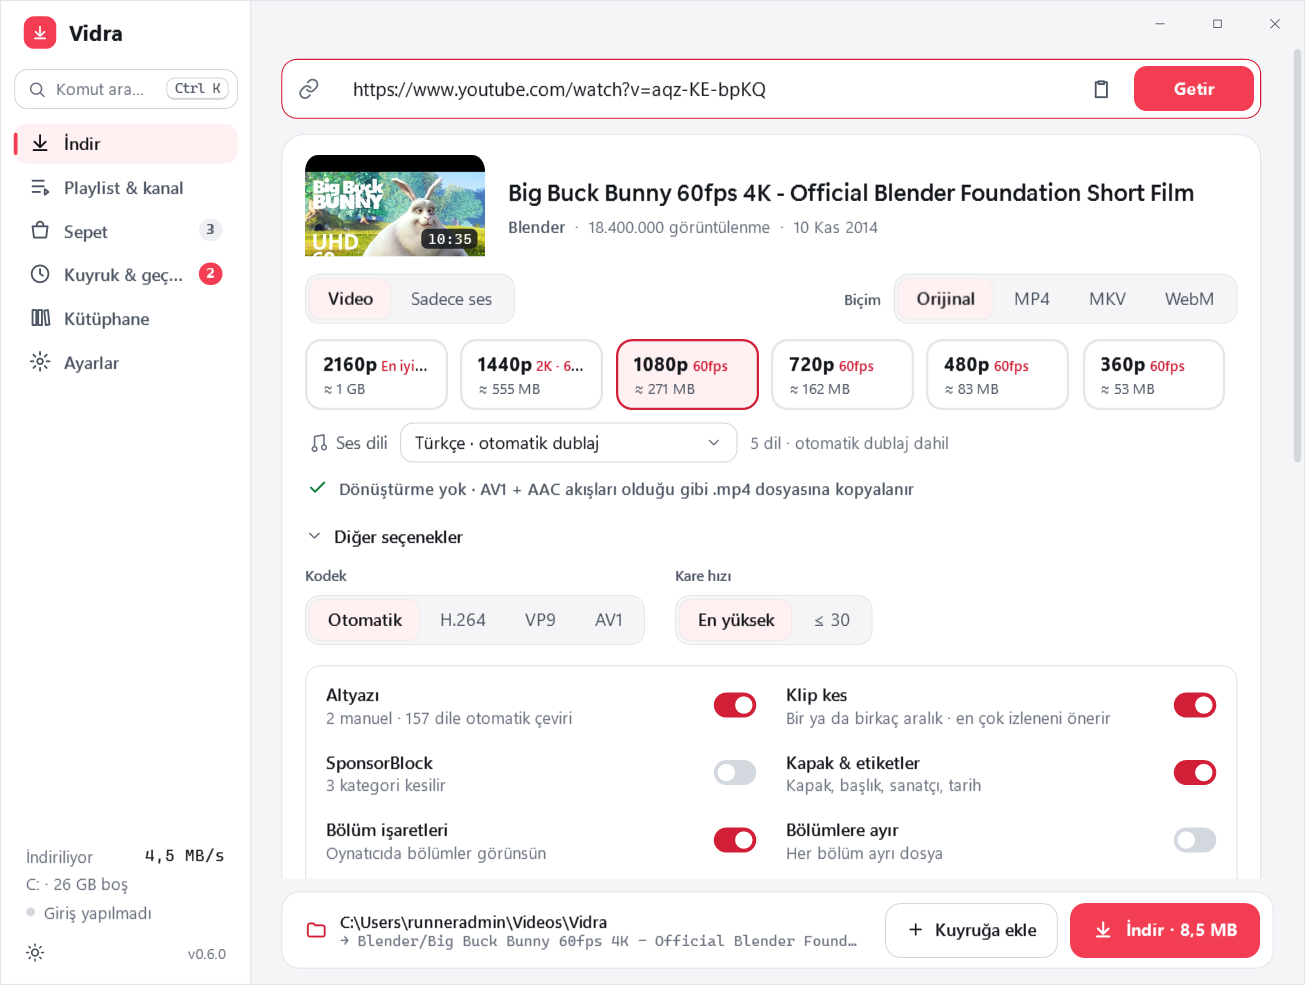 Vidra
Komut ara... Ctrl K
İndir
Playlist & kanal
Sepet 3
Kuyruk & geç... 2
Kütüphane
Ayarlar
İndiriliyor 4,5 MB/s
C: · 26 GB boş
Giriş yapılmadı
v0.6.0
https://www.youtube.com/watch?v=aqz-KE-bpKQ Getir
Big Buck
BUNNY
UHD
60
10:35
Big Buck Bunny 60fps 4K - Official Blender Foundation Short Film
Blender · 18.400.000 görüntülenme · 10 Kas 2014
Video Sadece ses Biçim Orijinal MP4 MKV WebM
2160p En iyi... 1440p 2K · 6... 1080p 60fps 720p 60fps 480p 60fps 360p 60fps
≈ 1 GB ≈ 555 MB ≈ 271 MB ≈ 162 MB ≈ 83 MB ≈ 53 MB
Ses dili Türkçe · otomatik dublaj 5 dil · otomatik dublaj dahil
Dönüştürme yok · AV1 + AAC akışları olduğu gibi .mp4 dosyasına kopyalanır
Diğer seçenekler
Kodek Kare hızı
Otomatik H.264 VP9 AV1 En yüksek ≤ 30
Altyazı Klip kes
2 manuel · 157 dile otomatik çeviri Bir ya da birkaç aralık · en çok izleneni önerir
SponsorBlock Kapak & etiketler
3 kategori kesilir Kapak, başlık, sanatçı, tarih
Bölüm işaretleri Bölümlere ayır
Oynatıcıda bölümler görünsün Her bölüm ayrı dosya
C:\Users\runneradmin\Videos\Vidra
→ Blender/Big Buck Bunny 60fps 4K - Official Blender Found…
+ Kuyruğa ekle İndir · 8,5 MB